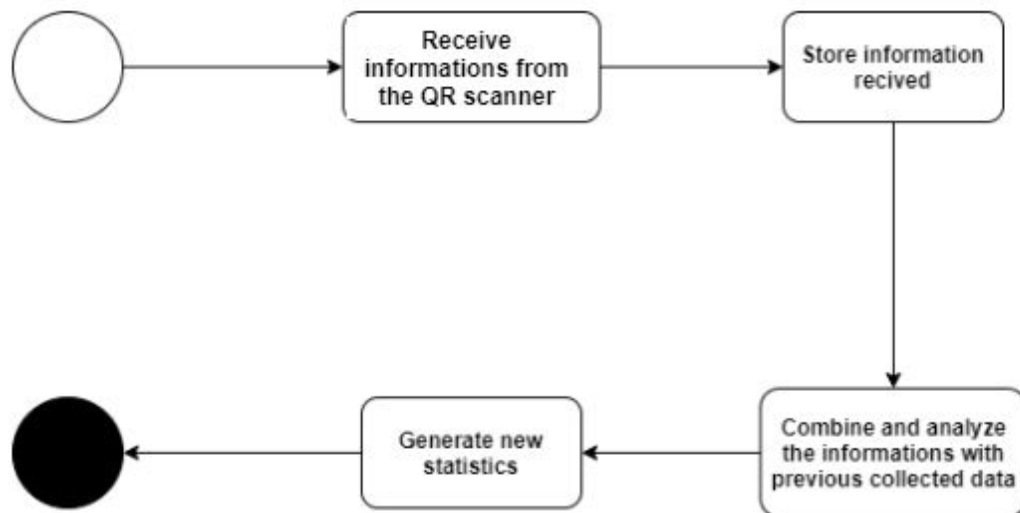 Receive
informations from
the QR scanner
Store information
recived
Combine and analyze
the informations with
previous collected data
Generate new
statistics